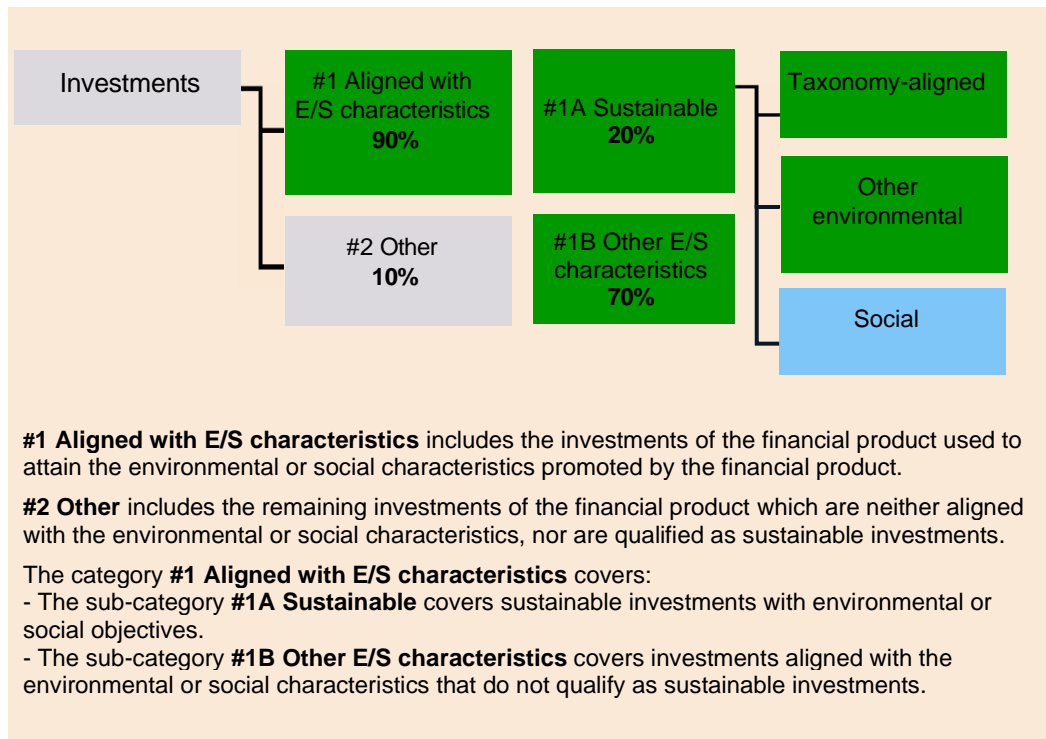 Investments
#1 Aligned with
E/S characteristics
90%
#2 Other
10%
#1A Sustainable
20%
#1B Other E/S
characteristics
70%
Taxonomy-aligned
Other
environmental
Social
#1 Aligned with E/S characteristics includes the investments of the financial product used to
attain the environmental or social characteristics promoted by the financial product.
#2 Other includes the remaining investments of the financial product which are neither aligned
with the environmental or social characteristics, nor are qualified as sustainable investments.
The category #1 Aligned with E/S characteristics covers:
- The sub-category #1A Sustainable covers sustainable investments with environmental or
social objectives.
- The sub-category #1B Other E/S characteristics covers investments aligned with the
environmental or social characteristics that do not qualify as sustainable investments.